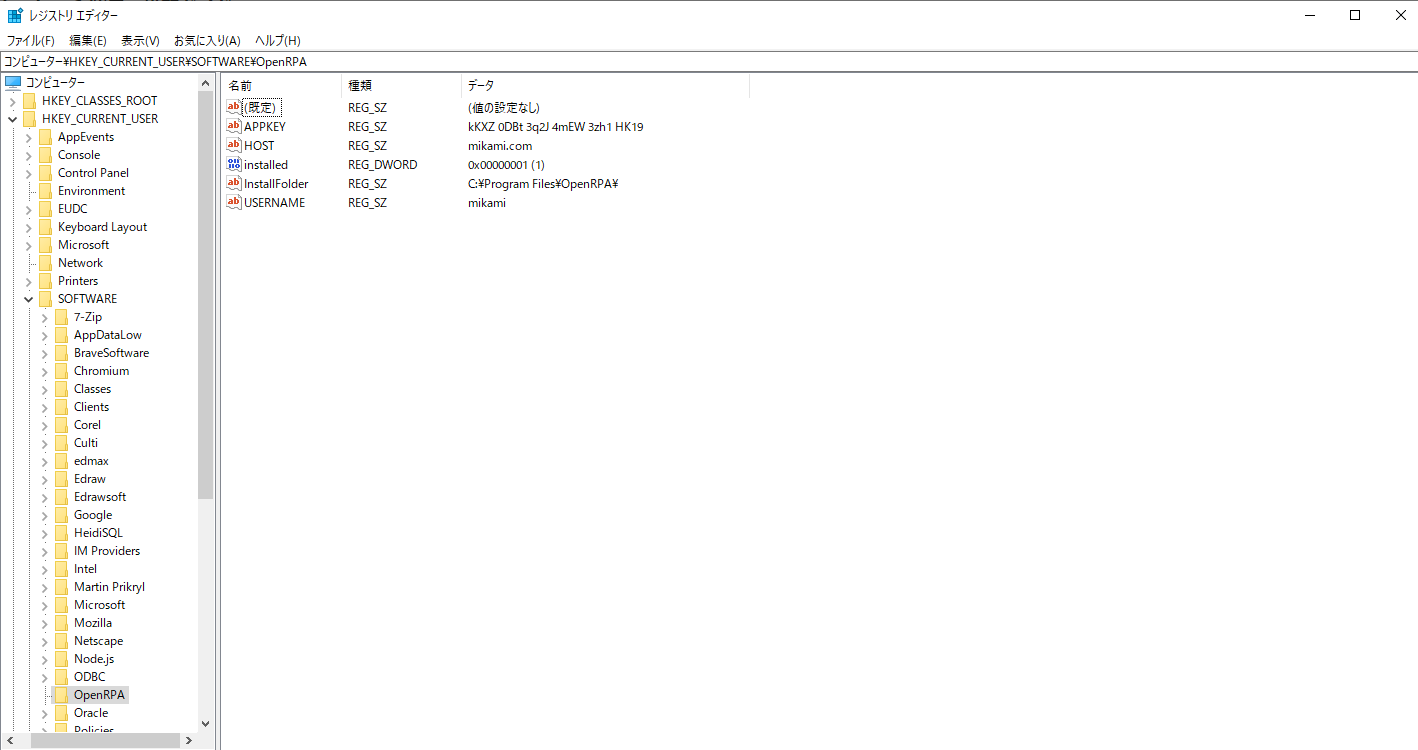 レジストリ エディター
ファイル(F) 編集(E) 表示(V) お気に入り(A) ヘルプ(H)
コンピューター¥HKEY_CURRENT_USER¥SOFTWARE¥OpenRPA
コンピューター
HKEY_CLASSES_ROOT
HKEY_CURRENT_USER
AppEvents
Console
Control Panel
Environment
EUDC
Keyboard Layout
Microsoft
Network
Printers
SOFTWARE
7-Zip
AppDataLow
BraveSoftware
Chromium
Classes
Clients
Corel
Culti
edmax
Edraw
Edrawsoft
Google
HeidiSQL
IM Providers
Intel
Martin Prikryl
Microsoft
Mozilla
Netscape
Node.js
ODBC
OpenRPA
Oracle
Policies
名前 種類 データ
(既定) REG_SZ (値の設定なし)
APPKEY REG_SZ kKXZ 0DBt 3q2J 4mEW 3zh1 HK19
HOST REG_SZ mikami.com
installed REG_DWORD 0x00000001 (1)
InstallFolder REG_SZ C:¥Program Files¥OpenRPA¥
USERNAME REG_SZ mikami